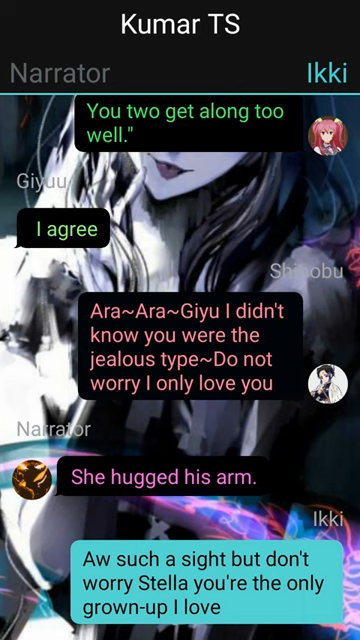 Kumar TS
Narrator
Ikki
You two get along too
well."
Giyuu
I agree
Shinobu
Ara~Ara~Giyu I didn't
know you were the
jealous type~Do not
worry I only love you
Narrator
She hugged his arm.
Ikki
Aw such a sight but don't
worry Stella you're the only
grown-up I love